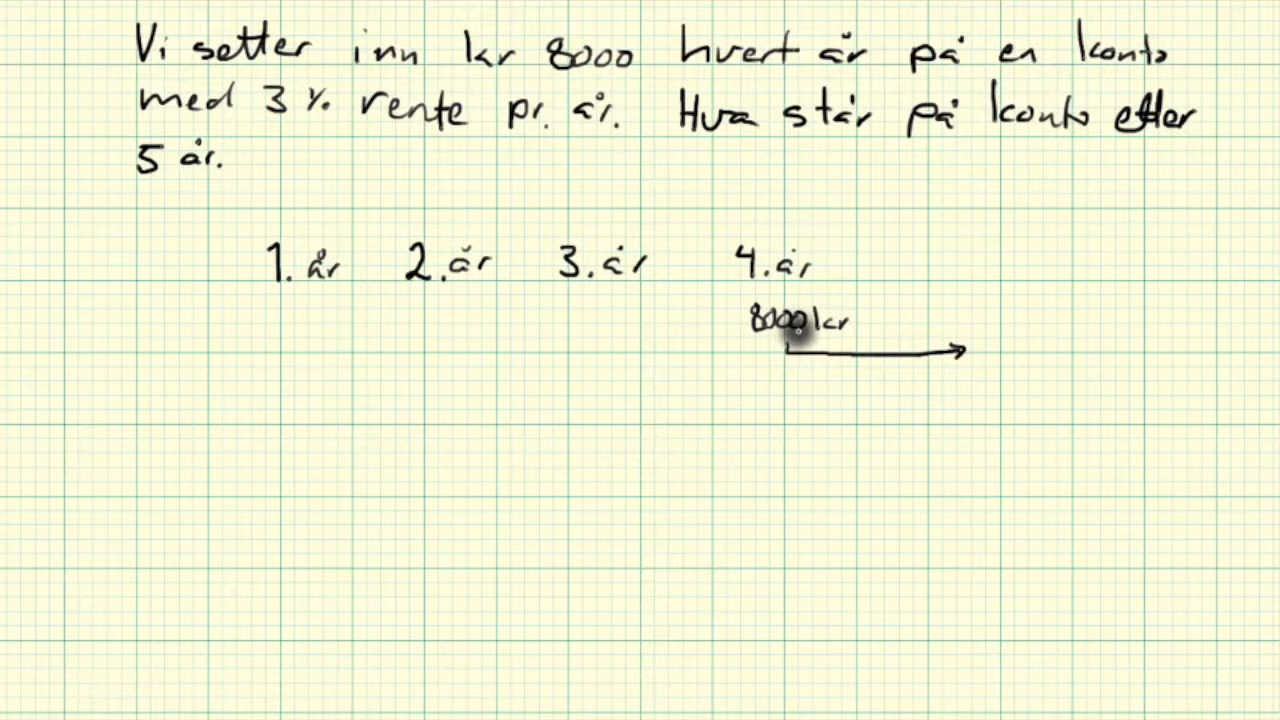 Vi setter inn kr 8000 hvert år på en konto
med 3 % rente pr. år. Hva står på konto etter
5 år.
1. år 2. år 3. år 4. år
8000 kr